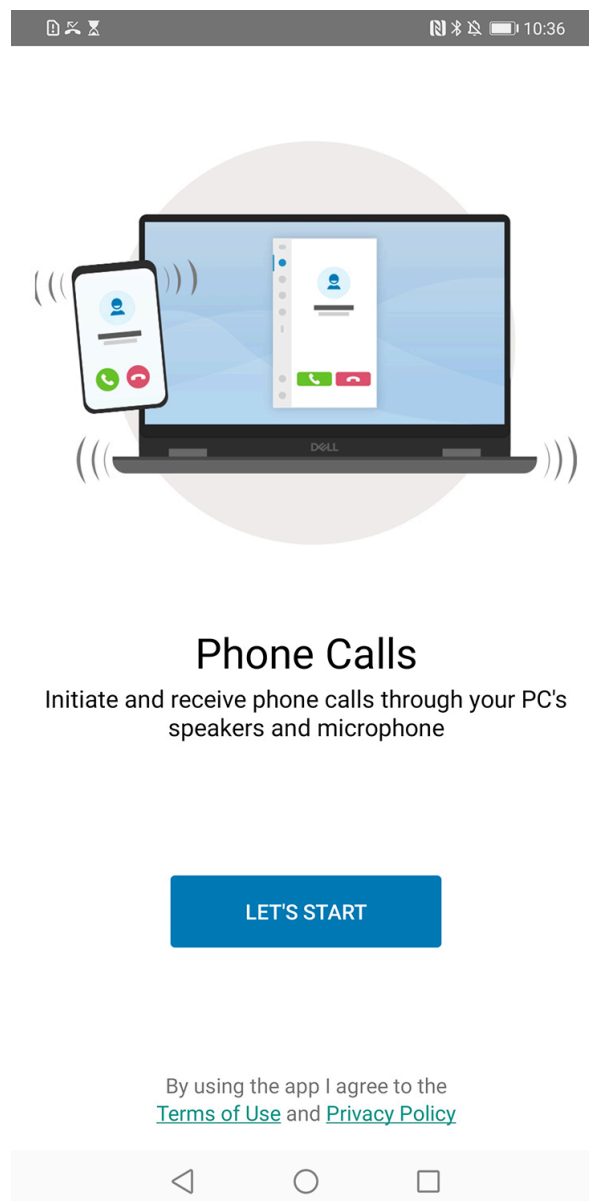 10:36
DELL
Phone Calls
Initiate and receive phone calls through your PC's
speakers and microphone
LET'S START
By using the app I agree to the
Terms of Use and Privacy Policy